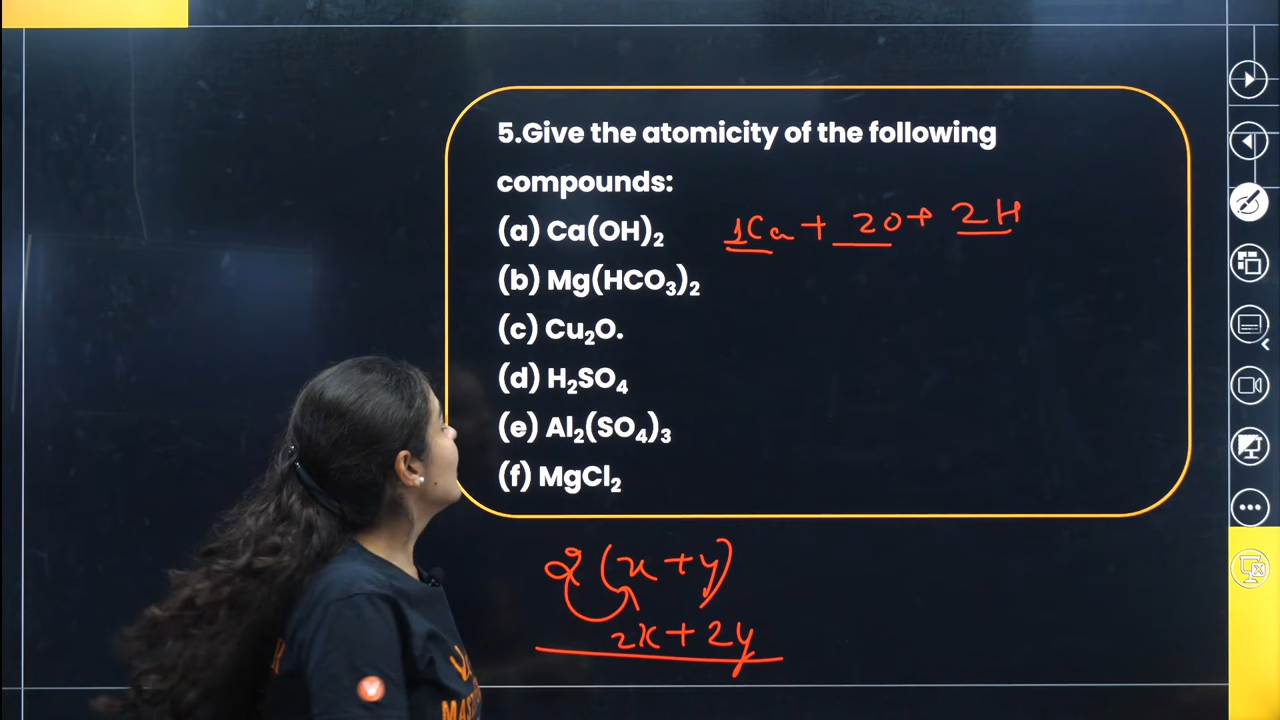 5.Give the atomicity of the following
compounds:
(a) Ca(OH)₂ 1Ca + 2O + 2H
(b) Mg(HCO₃)₂
(c) Cu₂O.
(d) H₂SO₄
(e) Al₂(SO₄)₃
(f) MgCl₂
2(x+y)
2x+2y